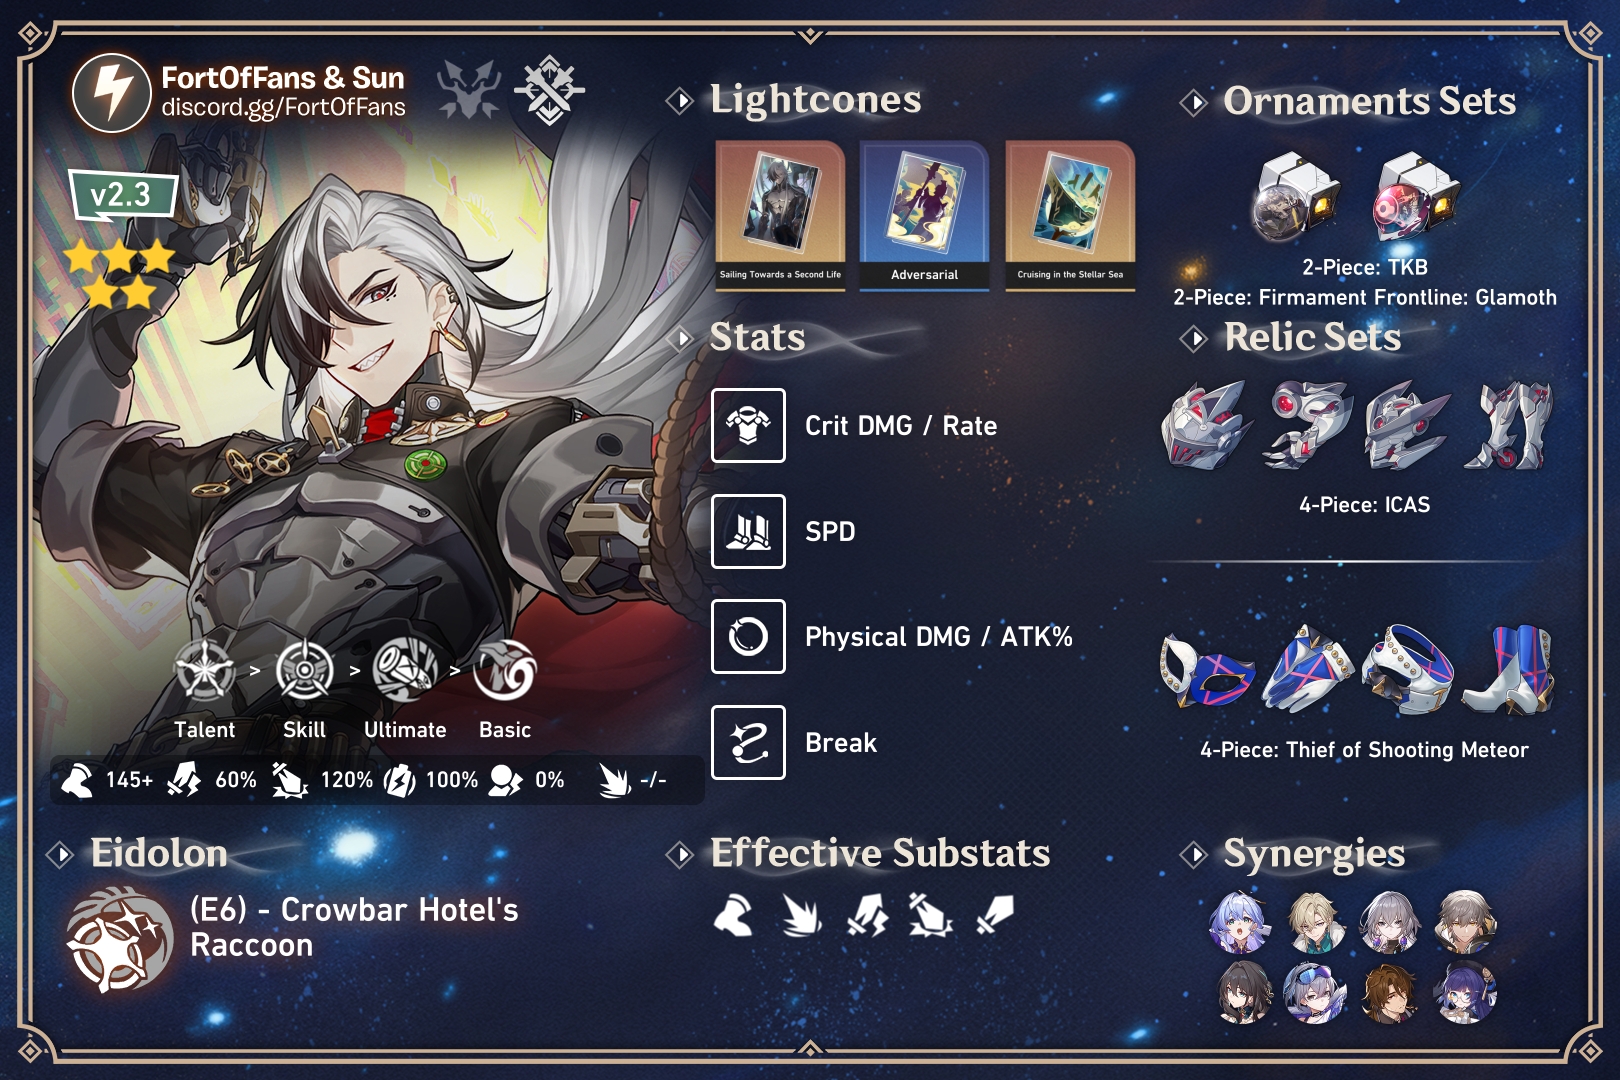 FortOfFans & Sun
discord.gg/FortOfFans
v2.3
Talent > Skill > Ultimate > Basic
145+ 60% 120% 100% 0% -/-
Eidolon
(E6) - Crowbar Hotel's
Raccoon
Lightcones
Sailing Towards a Second Life
Adversarial
Cruising in the Stellar Sea
Stats
Crit DMG / Rate
SPD
Physical DMG / ATK%
Break
Effective Substats
Ornaments Sets
2-Piece: TKB
2-Piece: Firmament Frontline: Glamoth
Relic Sets
4-Piece: ICAS
4-Piece: Thief of Shooting Meteor
Synergies